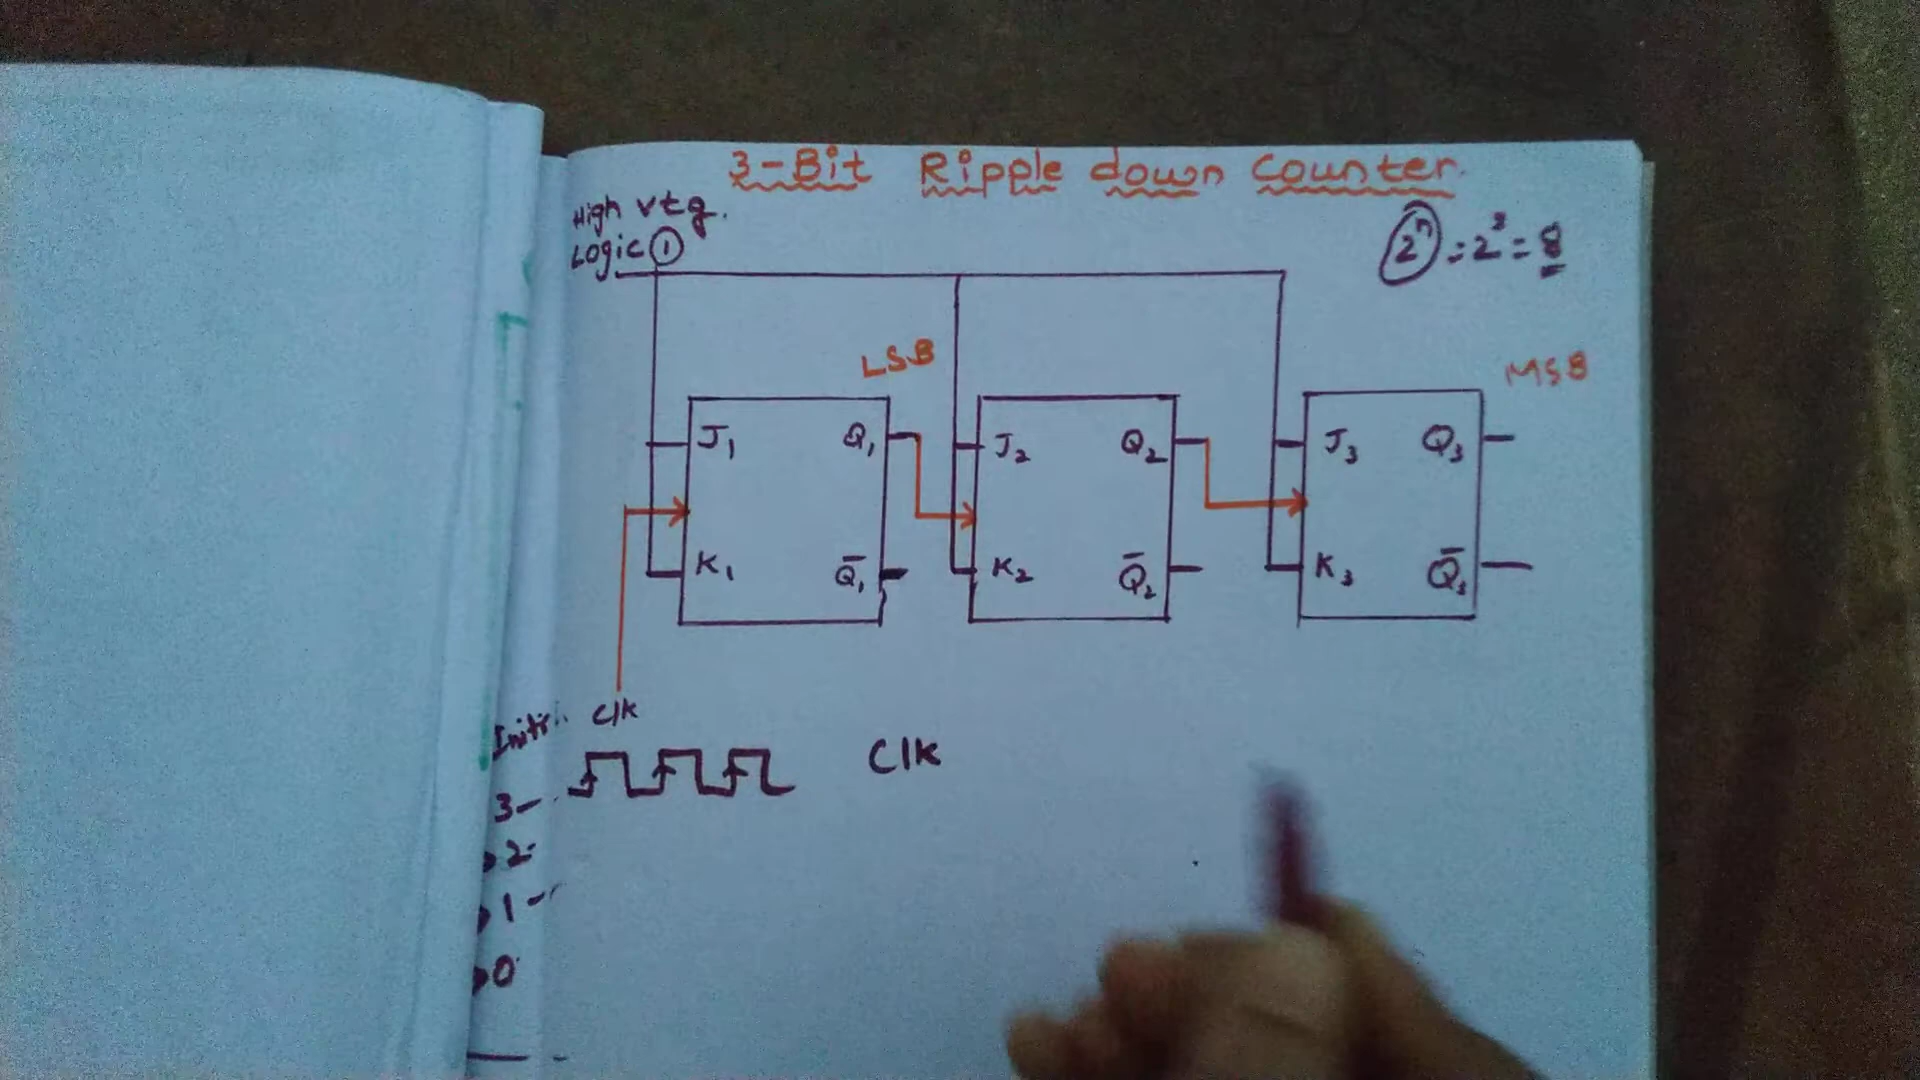 3-Bit Ripple down Counter.
High vtg.
Logic 1
2ⁿ = 2³ = 8
LSB
MSB
J₁ Q₁ J₂ Q₂ J₃ Q₃
K₁ Q̅₁ K₂ Q̅₂ K₃ Q̅₃
Clk
Clk
3-
2-
1-
0